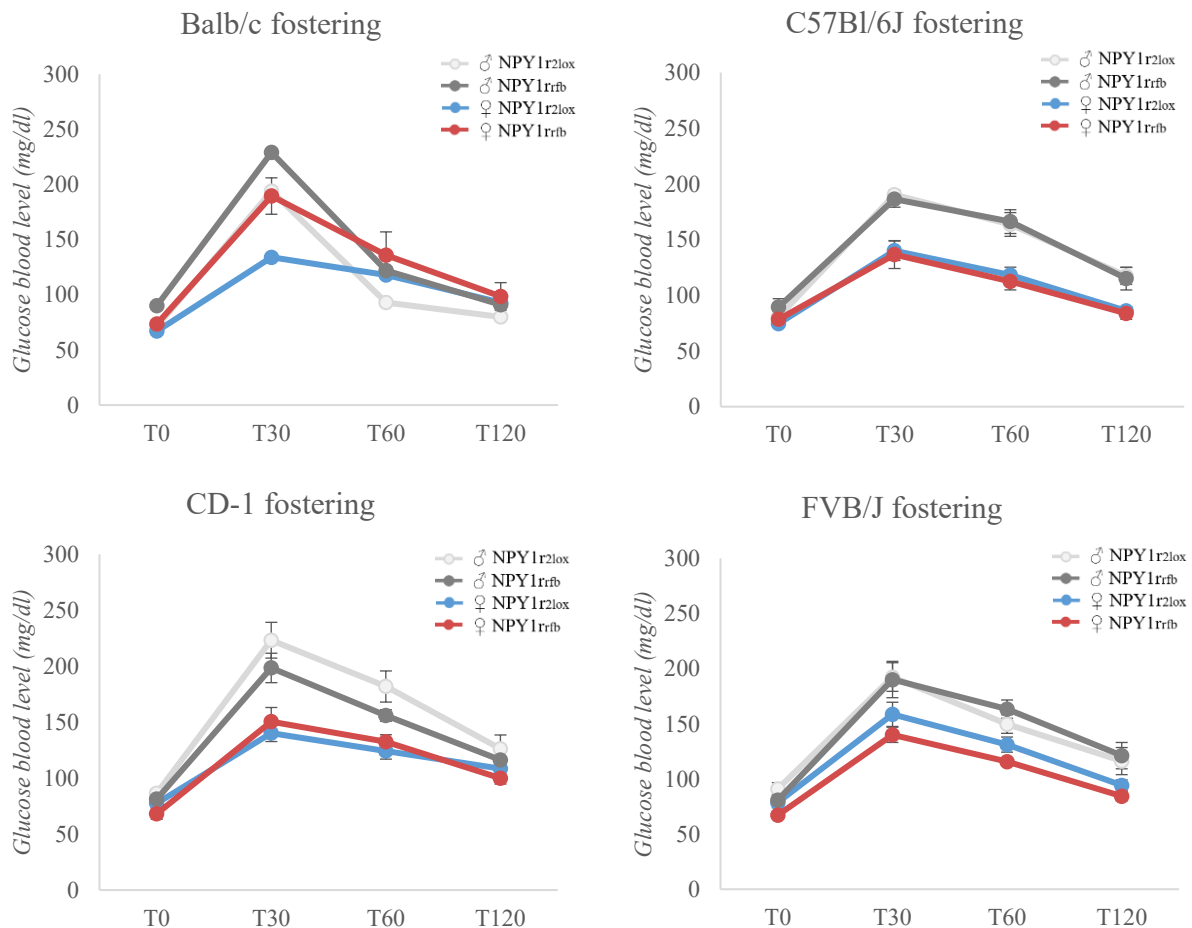 Balb/c fostering
♂ NPY1r2lox
♂ NPY1rrfb
♀ NPY1r2lox
♀ NPY1rrfb
Glucose blood level (mg/dl)
300
250
200
150
100
50
0
T0 T30 T60 T120
C57Bl/6J fostering
♂ NPY1r2lox
♂ NPY1rrfb
♀ NPY1r2lox
♀ NPY1rrfb
Glucose blood level (mg/dl)
300
250
200
150
100
50
0
T0 T30 T60 T120
CD-1 fostering
♂ NPY1r2lox
♂ NPY1rrfb
♀ NPY1r2lox
♀ NPY1rrfb
Glucose blood level (mg/dl)
300
250
200
150
100
50
0
T0 T30 T60 T120
FVB/J fostering
♂ NPY1r2lox
♂ NPY1rrfb
♀ NPY1r2lox
♀ NPY1rrfb
Glucose blood level (mg/dl)
300
250
200
150
100
50
0
T0 T30 T60 T120